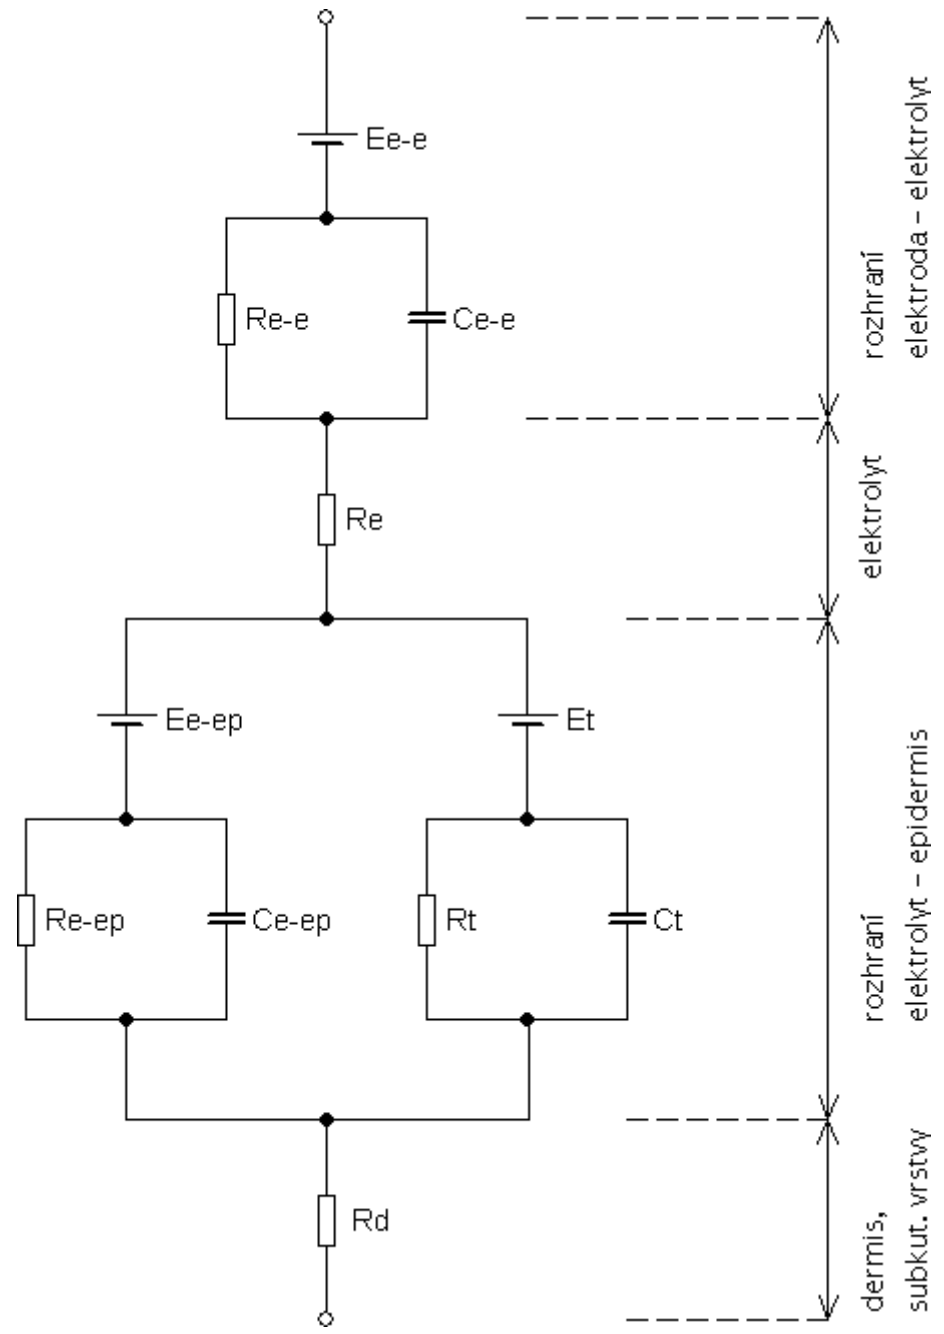 Ee-e
Re-e
Ce-e
rozhraní
elektroda – elektrolyt
Re
elektrolyt
Ee-ep
Et
Re-ep
Ce-ep
Rt
Ct
rozhraní
elektrolyt – epidermis
Rd
dermis,
subkut. vrstvy